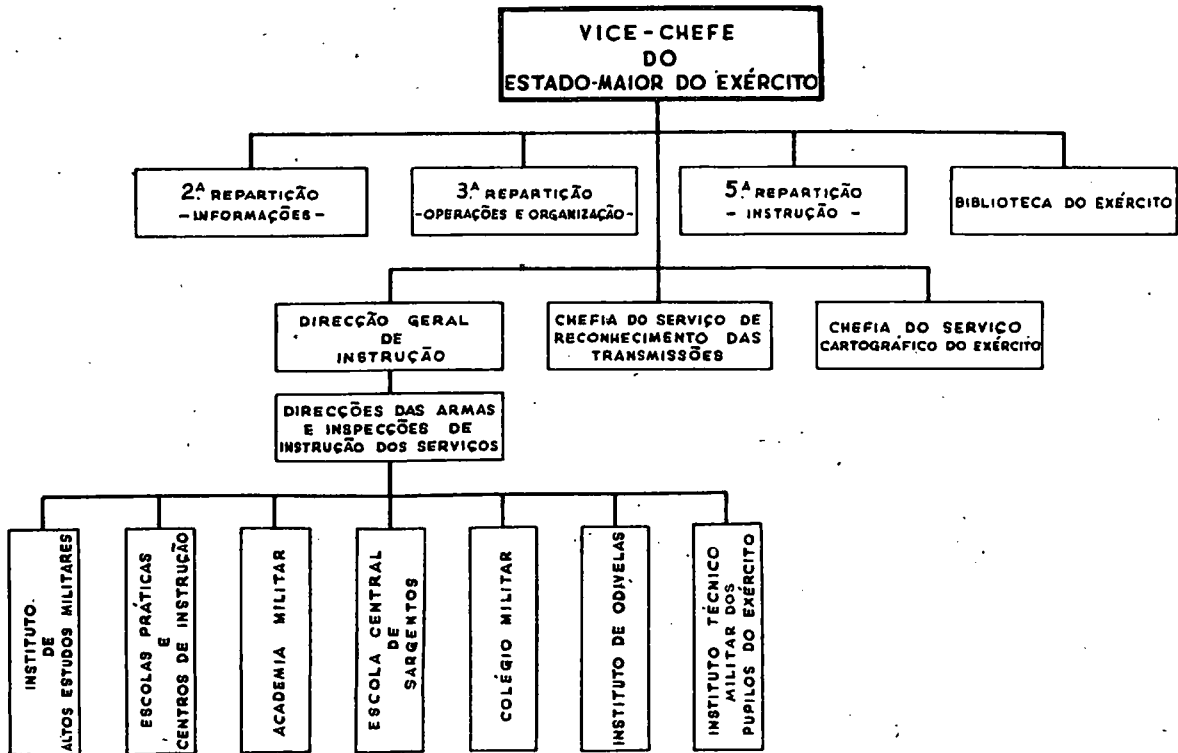 VICE-CHEFE
DO
ESTADO-MAIOR DO EXÉRCITO
2.ª REPARTIÇÃO
-INFORMAÇÕES-
3.ª REPARTIÇÃO
-OPERAÇÕES E ORGANIZAÇÃO-
5.ª REPARTIÇÃO
- INSTRUÇÃO -
BIBLIOTECA DO EXÉRCITO
DIRECÇÃO GERAL
DE
INSTRUÇÃO
CHEFIA DO SERVIÇO DE
RECONHECIMENTO DAS
TRANSMISSÕES
CHEFIA DO SERVIÇO
CARTOGRÁFICO DO EXÉRCITO
DIRECÇÕES DAS ARMAS
E INSPECÇÕES DE
INSTRUÇÃO DOS SERVIÇOS
INSTITUTO
DE
ALTOS ESTUDOS MILITARES
ESCOLAS PRÁTICAS
E
CENTROS DE INSTRUÇÃO
ACADEMIA MILITAR
ESCOLA CENTRAL
DE
SARGENTOS
COLÉGIO MILITAR
INSTITUTO DE ODIVELAS
INSTITUTO TÉCNICO
MILITAR DOS
PUPILOS DO EXÉRCITO